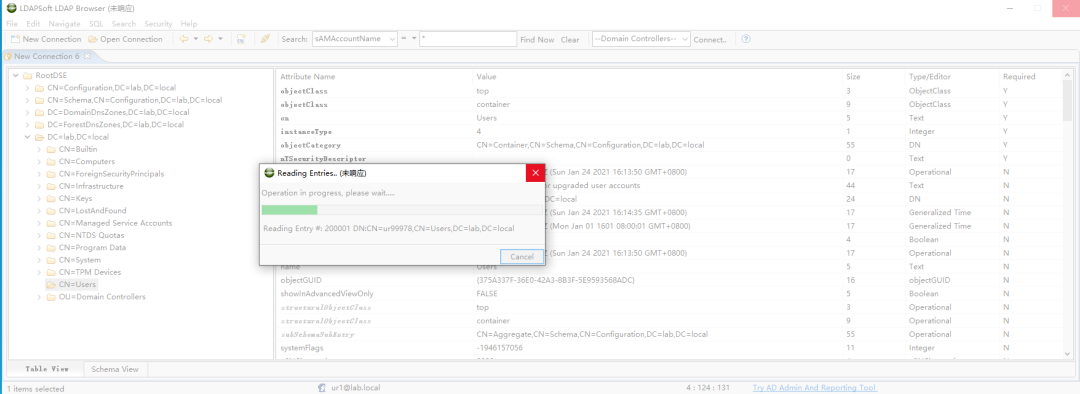 LDAPSoft LDAP Browser (未响应)
File Edit Navigate SQL Search Security Help
New Connection Open Connection Search: sAMAccountName = * Find Now Clear --Domain Controllers-- Connect..
New Connection 6
RootDSE
CN=Configuration,DC=lab,DC=local
CN=Schema,CN=Configuration,DC=lab,DC=local
DC=DomainDnsZones,DC=lab,DC=local
DC=ForestDnsZones,DC=lab,DC=local
DC=lab,DC=local
CN=Builtin
CN=Computers
CN=ForeignSecurityPrincipals
CN=Infrastructure
CN=Keys
CN=LostAndFound
CN=Managed Service Accounts
CN=NTDS Quotas
CN=Program Data
CN=System
CN=TPM Devices
CN=Users
OU=Domain Controllers
Attribute Name Value Size Type/Editor Required
objectClass top 3 ObjectClass Y
objectClass container 9 ObjectClass Y
cn Users 5 Text Y
instanceType 4 1 Integer Y
objectCategory CN=Container,CN=Schema,CN=Configuration,DC=lab,DC=local 55 DN Y
nTSecurityDescriptor 0 Text Y
Z (Sun Jan 24 2021 16:13:50 GMT+0800) 17 Operational N
r upgraded user accounts 44 Text N
DC=local 24 DN N
Z (Sun Jan 24 2021 16:14:35 GMT+0800) 17 Generalized Time N
Z (Mon Jan 01 1601 08:00:01 GMT+0800) 17 Generalized Time N
4 Boolean N
Z (Sun Jan 24 2021 16:13:50 GMT+0800) 17 Operational N
name Users 5 Text N
objectGUID {375A337F-36E0-42A3-8B3F-5E9593568ADC} 16 objectGUID N
showInAdvancedViewOnly FALSE 5 Boolean N
structuralObjectClass top 3 Operational N
structuralObjectClass container 9 Operational N
subSchemaSubEntry CN=Aggregate,CN=Schema,CN=Configuration,DC=lab,DC=local 55 Operational N
systemFlags -1946157056 11 Integer N
Reading Entries.. (未响应)
Operation in progress, please wait....
Reading Entry #: 200001 DN:CN=ur99978,CN=Users,DC=lab,DC=local
Cancel
Table View Schema View
1 items selected ur1@lab.local 4 : 124 : 131 Try AD Admin And Reporting Tool